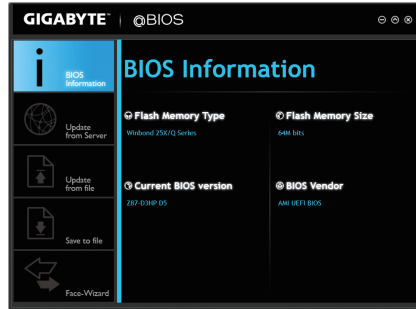 GIGABYTE™ | @BIOS
BIOS
Information
Update
from Server
Update
from file
Save to file
Face-Wizard
BIOS Information
Flash Memory Type
Winbond 25X/Q Series
Flash Memory Size
64M bits
Current BIOS version
Z87-D3HP D5
BIOS Vendor
AMI UEFI BIOS